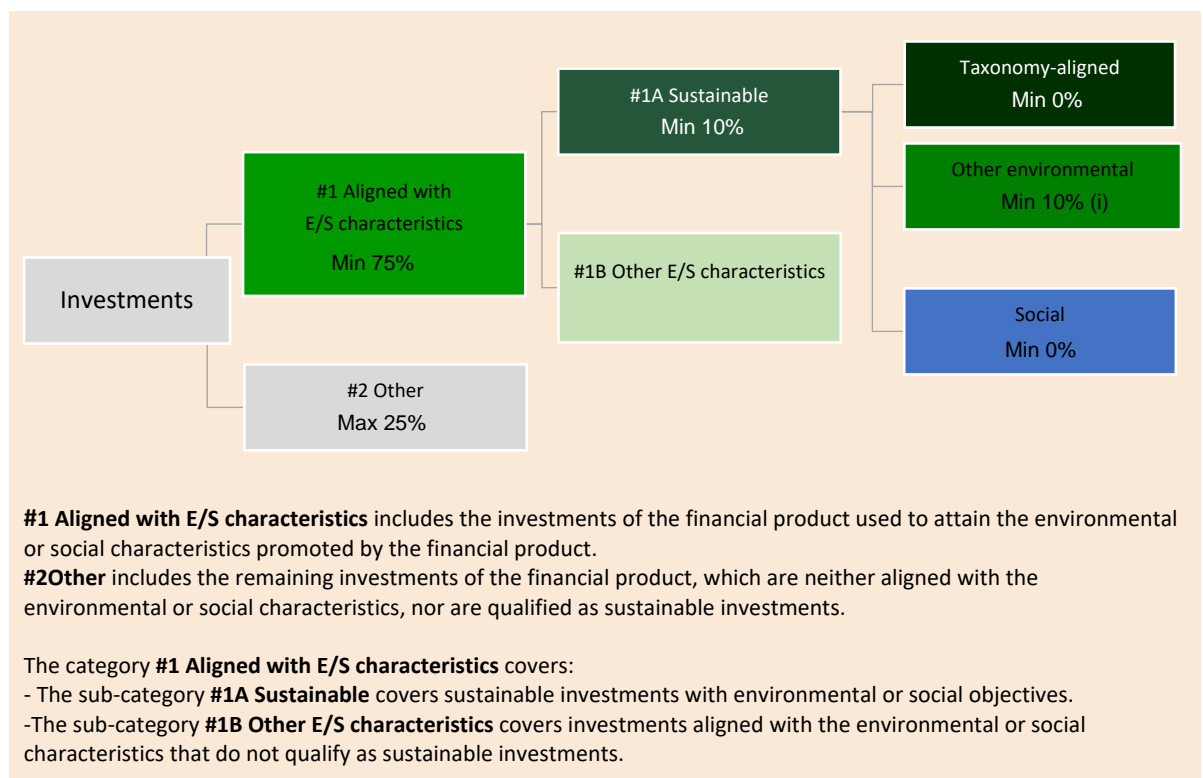 Taxonomy-aligned
Min 0%
#1A Sustainable
Min 10%
Other environmental
Min 10% (i)
#1 Aligned with
E/S characteristics
Min 75%
#1B Other E/S characteristics
Investments
Social
Min 0%
#2 Other
Max 25%
#1 Aligned with E/S characteristics includes the investments of the financial product used to attain the environmental
or social characteristics promoted by the financial product.
#2Other includes the remaining investments of the financial product, which are neither aligned with the
environmental or social characteristics, nor are qualified as sustainable investments.
The category #1 Aligned with E/S characteristics covers:
- The sub-category #1A Sustainable covers sustainable investments with environmental or social objectives.
-The sub-category #1B Other E/S characteristics covers investments aligned with the environmental or social
characteristics that do not qualify as sustainable investments.